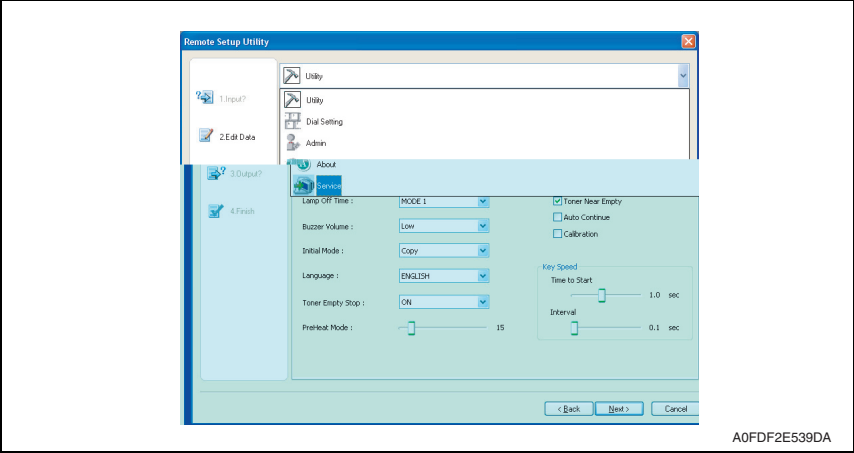 Remote Setup Utility
Utility
1.Input?
2.Edit Data
3.Output?
4.Finish
Utility
Dial Setting
Admin
About
Service
Lamp Off Time : MODE 1
Buzzer Volume : Low
Initial Mode : Copy
Language : ENGLISH
Toner Empty Stop : ON
PreHeat Mode : 15
Toner Near Empty
Auto Continue
Calibration
Key Speed
Time to Start
1.0 sec
Interval
0.1 sec
< Back Next > Cancel
A0FDF2E539DA